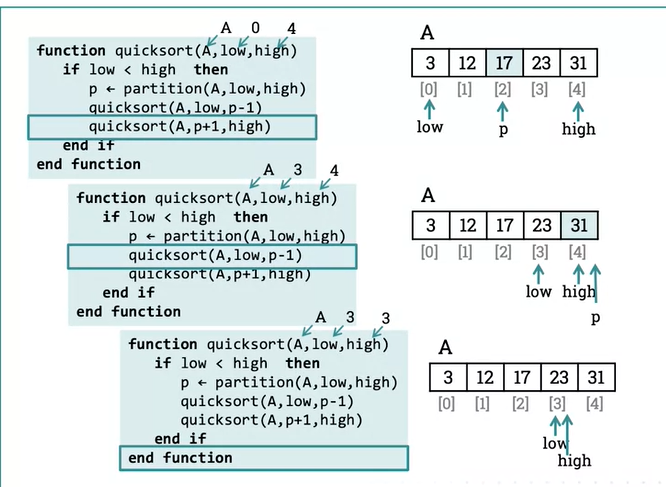 A 0 4
function quicksort(A,low,high)
if low < high then
p ← partition(A,low,high)
quicksort(A,low,p-1)
quicksort(A,p+1,high)
end if
end function
A
3 12 17 23 31
[0] [1] [2] [3] [4]
low p high
A 3 4
function quicksort(A,low,high)
if low < high then
p ← partition(A,low,high)
quicksort(A,low,p-1)
quicksort(A,p+1,high)
end if
end function
A
3 12 17 23 31
[0] [1] [2] [3] [4]
low high
p
A 3 3
function quicksort(A,low,high)
if low < high then
p ← partition(A,low,high)
quicksort(A,low,p-1)
quicksort(A,p+1,high)
end if
end function
A
3 12 17 23 31
[0] [1] [2] [3] [4]
low
high